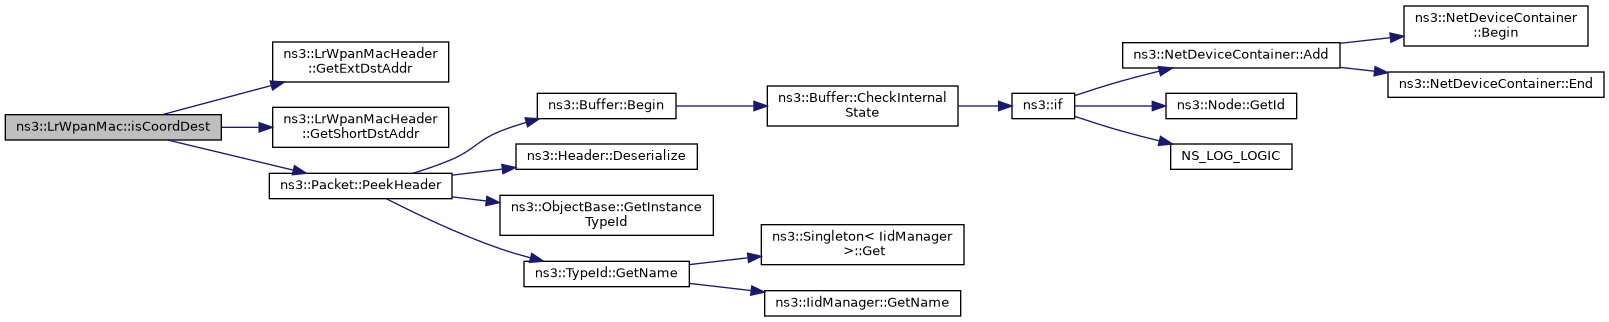 ns3::LrWpanMac::isCoordDest
ns3::LrWpanMacHeader
::GetExtDstAddr
ns3::LrWpanMacHeader
::GetShortDstAddr
ns3::Packet::PeekHeader
ns3::Buffer::Begin
ns3::Header::Deserialize
ns3::ObjectBase::GetInstance
TypeId
ns3::TypeId::GetName
ns3::Buffer::CheckInternal
State
ns3::Singleton< IidManager
>::Get
ns3::IidManager::GetName
ns3::if
ns3::NetDeviceContainer::Add
ns3::Node::GetId
NS_LOG_LOGIC
ns3::NetDeviceContainer
::Begin
ns3::NetDeviceContainer::End